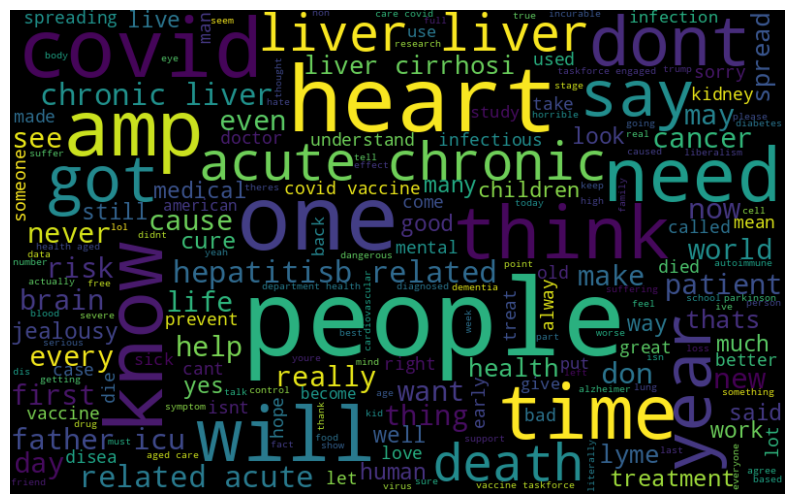 spreading live
man
seem
non
care covid
true
incurable
full
infection
covid
liver liver
dont
body
eye
research
use
used
taskforce engaged
trump
spread
liver cirrhosi
thought
stage
sorry
chronic liver
heart
say
kidney
made
hate
study
take
horrible
going
please
diabetes
amp
even
doctor
understand
infectious
look
real
may
cancer
see
suffer
tell
effect
caused
liberalism
acute chronic
need
someone
got
theres
covid vaccine
many
children
keep
medical
american
one
come
high
family
now
cell
mean
still
back
good
think
today
called
never
lol
didnt
yeah
cause
cure
dangerous
mental
world
health aged
data
know
point
died
autoimmune
number
risk
hepatitisb related
old
make
patient
actually
free
department health
diagnosed
dementia
suffering
school
parkinson
blood
severe
brain
life
people
cardiovascular
treat
alway
feel
ive
person
jealousy
prevent
best
week
worse
way
year
thats
serious
help
youre
part
isn
great
much
every
case
sick
cant
mind
right
health
put
left
better
dis
getting
die
really
don
loss
new
first
yes
isnt
become
want
give
alzheimer
lung
something
drug
talk
control
age
thing
early
time
vaccine
symptom
hope
thank
kid
bad
said
work
lot
father icu
will
food
show
well
support
literally
last
everyone
must
fact
love
death
lyme
agree
based
day
disea
aged care
human
treatment
related acute
let
virus
sure
vaccine taskforce
friend